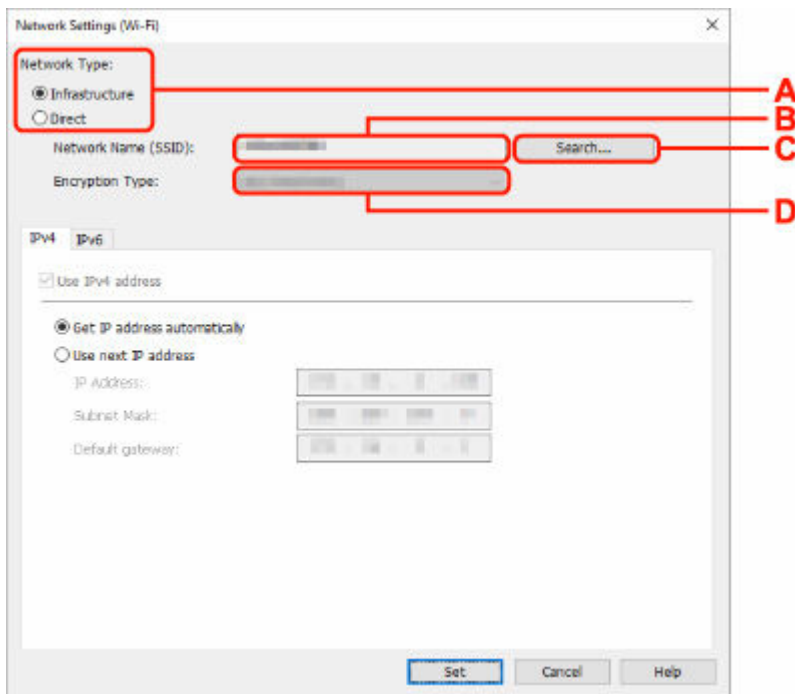 Network Settings (Wi-Fi)
Network Type:
Infrastructure
A
Direct
B
Network Name (SSID):
Search...
C
Encryption Type:
D
IPv4 IPv6
Use IPv4 address
Get IP address automatically
Use next IP address
IP Address:
Subnet Mask:
Default gateway:
Set Cancel Help